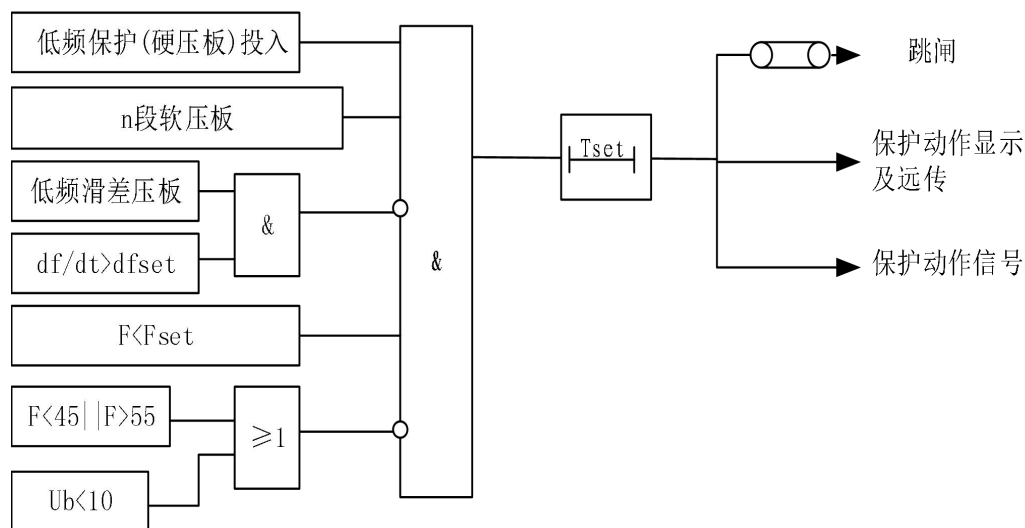 低频保护(硬压板)投入
n段软压板
低频滑差压板
df/dt>dfset
&
F<Fset
F<45||F>55
≥1
Ub<10
&
Tset
跳闸
保护动作显示
及远传
保护动作信号